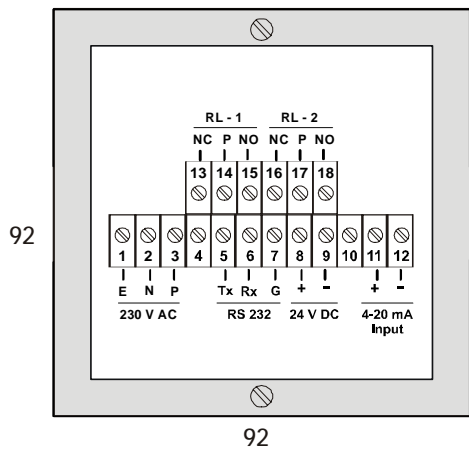 RL - 1 RL - 2
NC P NO NC P NO
13 14 15 16 17 18
92
1 2 3 4 5 6 7 8 9 10 11 12
E N P Tx Rx G + - + -
230 V AC RS 232 24 V DC 4-20 mA
Input
92